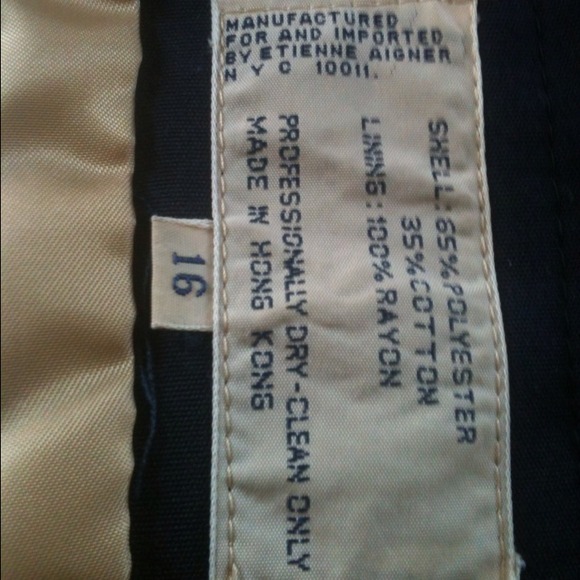 MANUFACTURED
FOR AND IMPORTED
BY ETIENNE AIGNER
N Y C 10011.
SHELL: 65% POLYESTER
35% COTTON
LINING: 100% RAYON
PROFESSIONALLY DRY-CLEAN ONLY
MADE IN HONG KONG
16